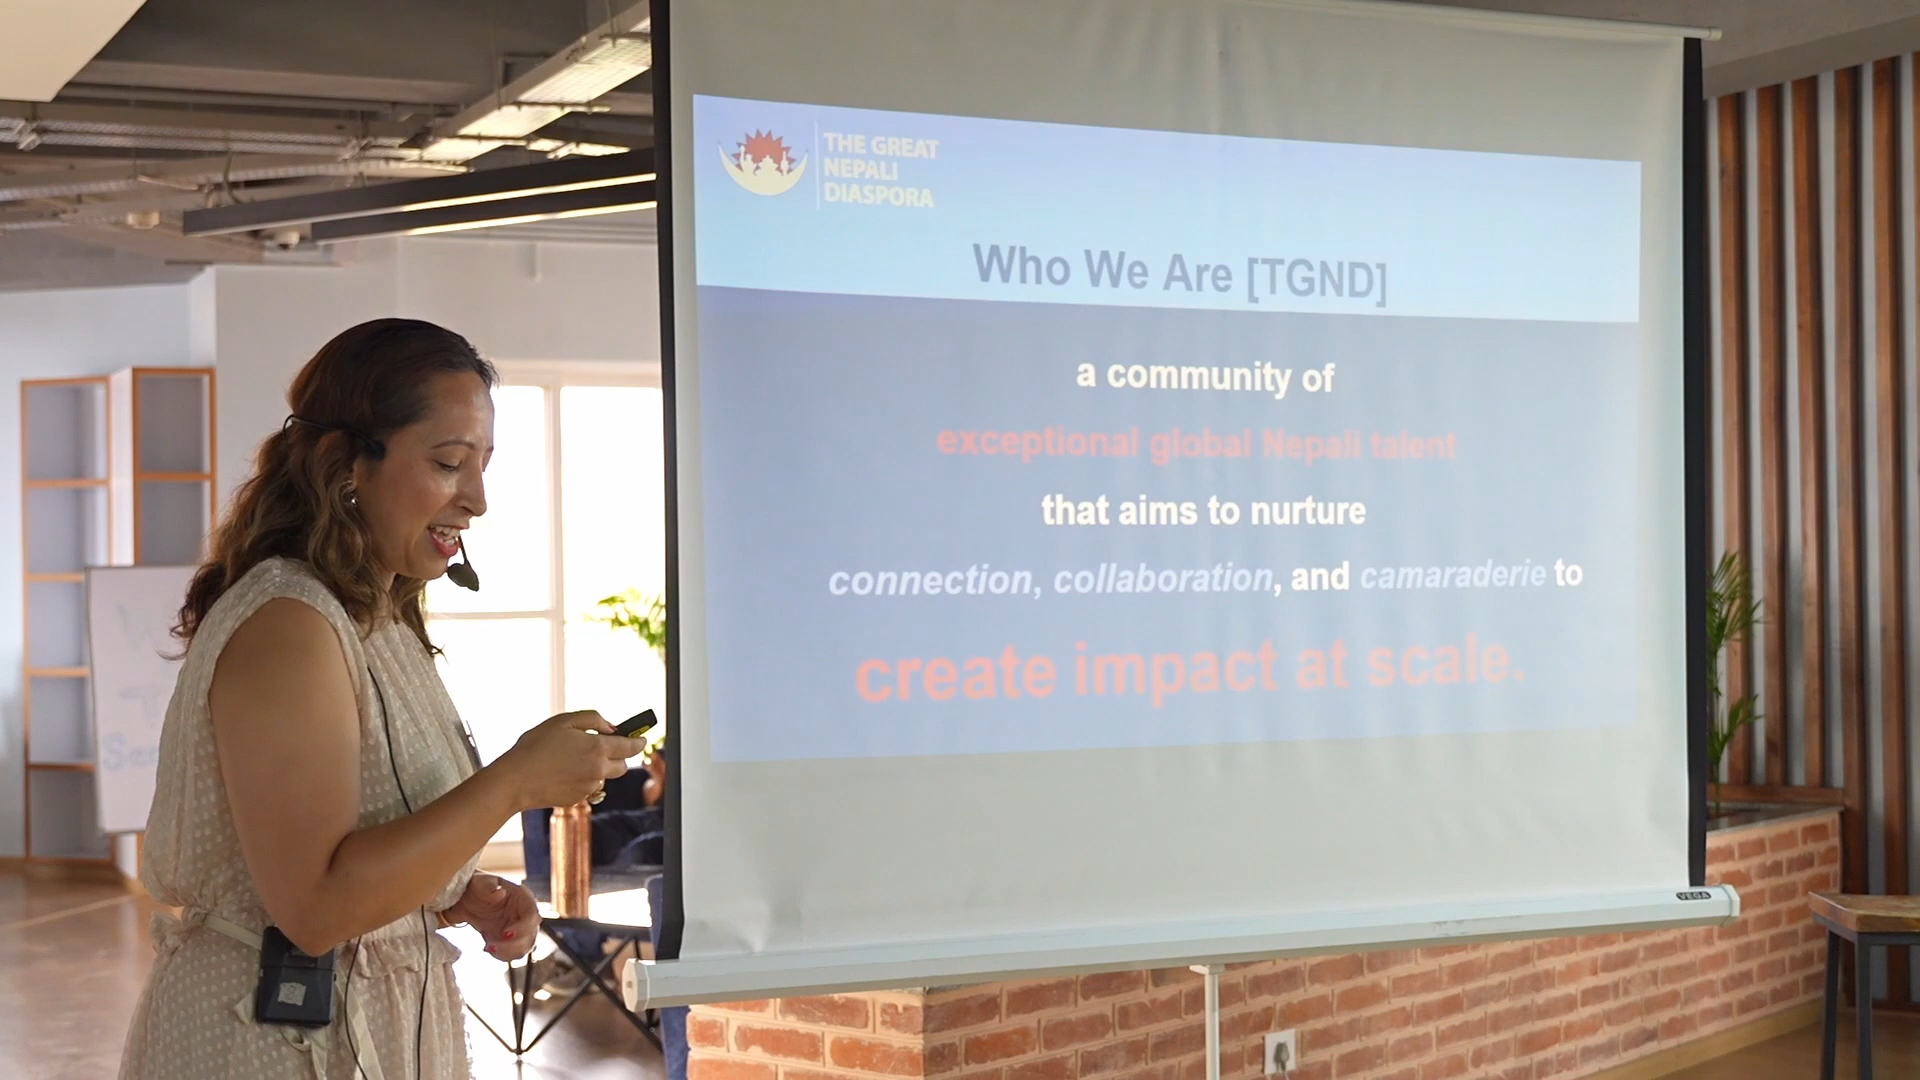 THE GREAT
NEPALI
DIASPORA
Who We Are [TGND]
a community of
exceptional global Nepali talent
that aims to nurture
connection, collaboration, and camaraderie to
create impact at scale.
VEGA